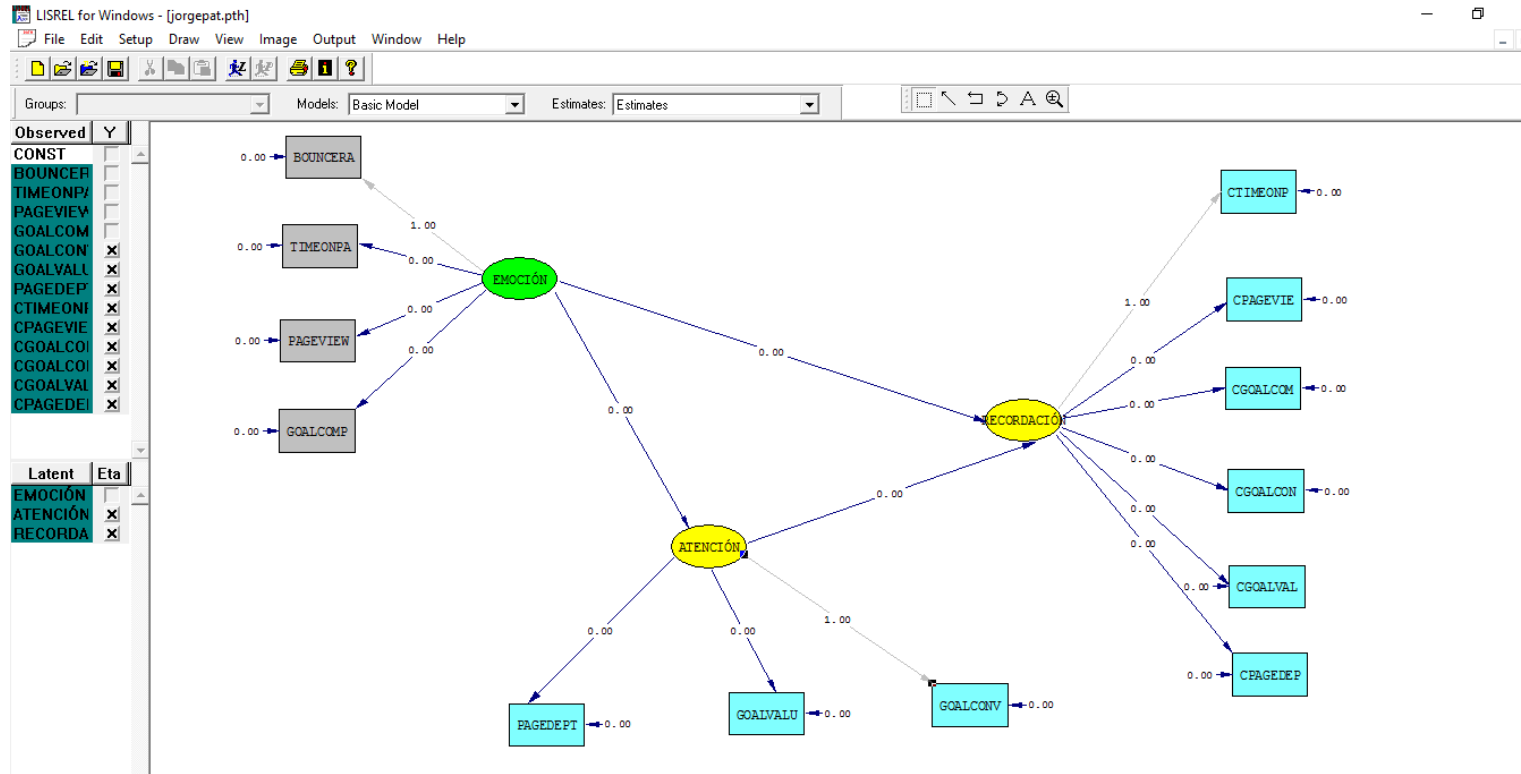 LISREL for Windows - [jorgepat.pth]
File Edit Setup Draw View Image Output Window Help
Groups: Models: Basic Model Estimates: Estimates
Observed Y
CONST
BOUNCER
TIMEONPA
PAGEVIEW
GOALCOM
GOALCON
GOALVALU
PAGEDEP
CTIMEONP
CPAGEVIE
CGOALCO
CGOALCO
CGOALVAL
CPAGEDE
Latent Eta
EMOCIÓN
ATENCIÓN
RECORDA
0.00 BOUNCERA
1.00
0.00 TIMEONPA
0.00
EMOCIÓN
0.00
0.00 PAGEVIEW
0.00
0.00 GOALCOMP
0.00
0.00
CTIMEONP 0.00
1.00
CPAGEVIE 0.00
0.00
CGOALCOM 0.00
0.00
RECORDACIÓN
0.00
CGOALCON 0.00
0.00
0.00
0.00
0.00 CGOALVAL
0.00 CPAGEDEP
ATENCIÓN
0.00
0.00
1.00
PAGEDEPT 0.00
GOALVALU 0.00
GOALCONV 0.00